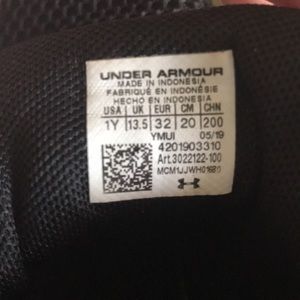 UNDER ARMOUR
MADE IN INDONESIA
FABRIQUÉ EN INDONÉSIE
HECHO EN INDONESIA
USA UK EUR CM CHN
1Y 13.5 32 20 200
YMUI 05/19
4201903310
Art.3022122-100